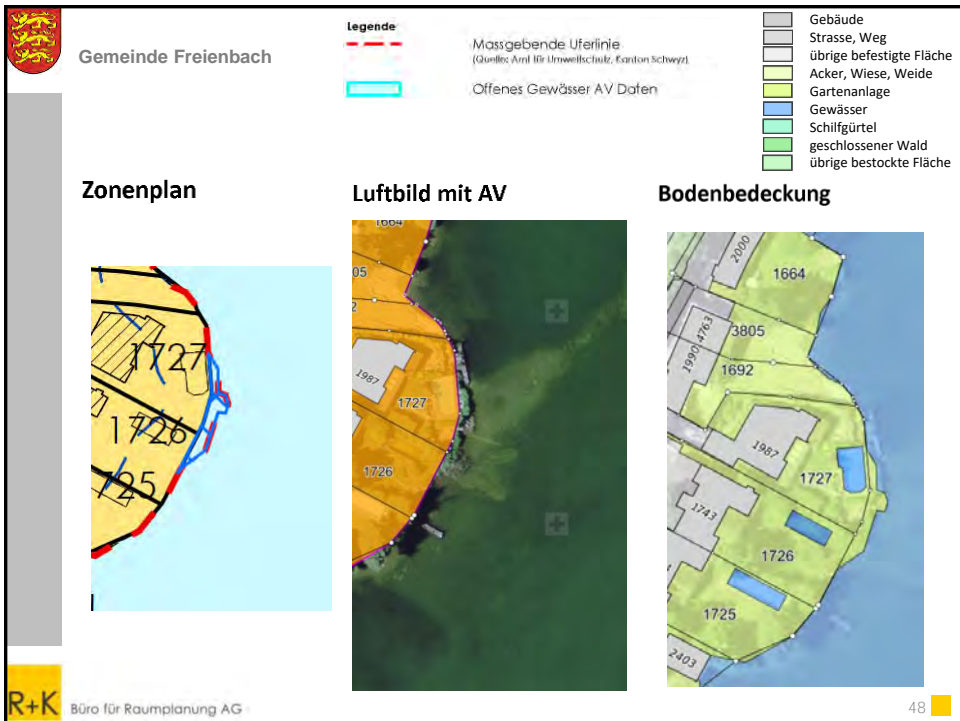 Gemeinde Freienbach
Legende
Massgebende Uferlinie
(Quelle: Amt für Umweltschutz, Kanton Schwyz)
Offenes Gewässer AV Daten
Gebäude
Strasse, Weg
übrige befestigte Fläche
Acker, Wiese, Weide
Gartenanlage
Gewässer
Schilfgürtel
geschlossener Wald
übrige bestockte Fläche
Zonenplan
1727
1726
725
Luftbild mit AV
1664
05
2
1987
1727
1726
Bodenbedeckung
2000
1664
4763
3805
1990
1692
1987
1727
1743
1726
1725
2403
R+K Büro für Raumplanung AG
48